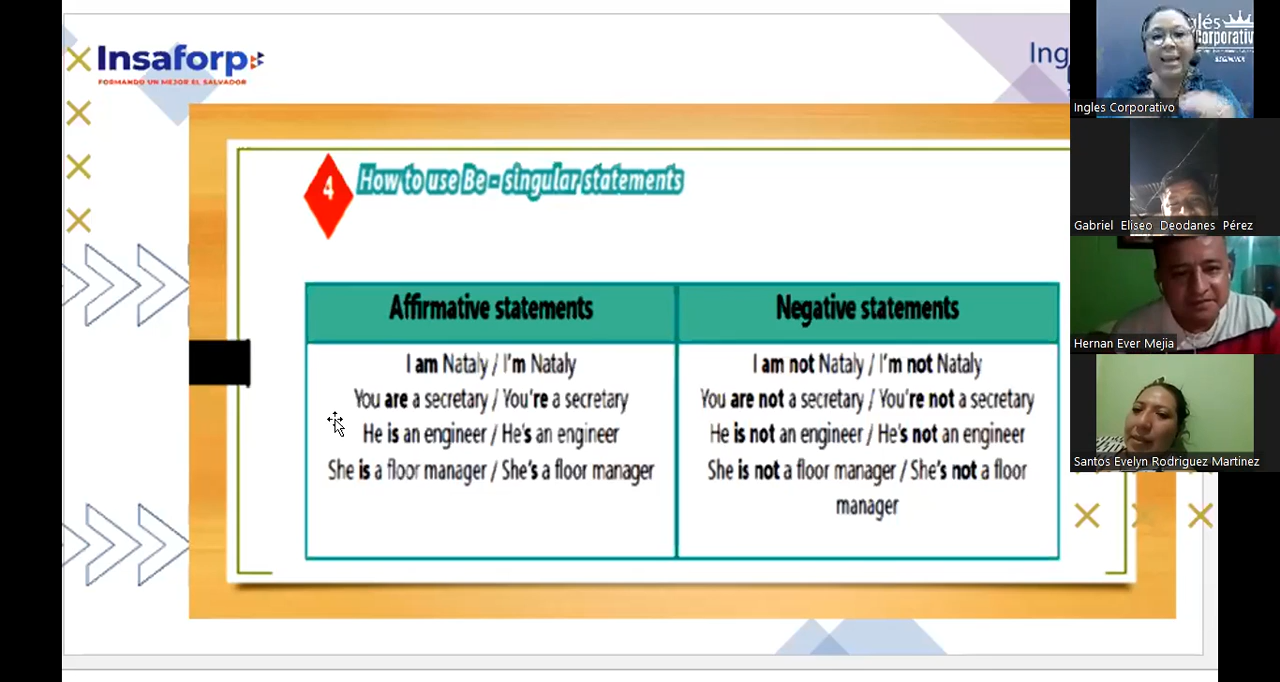 Insaforp
FORMANDO UN MEJOR EL SALVADOR
Ing
glés
Corporativ
Ingles Corporativo
Gabriel Eliseo Deodanes Pérez
Hernan Ever Mejia
Santos Evelyn Rodriguez Martinez
4
How to use Be - singular statements
Affirmative statements
I am Nataly / I'm Nataly
You are a secretary / You're a secretary
He is an engineer / He's an engineer
She is a floor manager / She's a floor manager
Negative statements
I am not Nataly / I'm not Nataly
You are not a secretary / You're not a secretary
He is not an engineer / He's not an engineer
She is not a floor manager / She's not a floor
manager